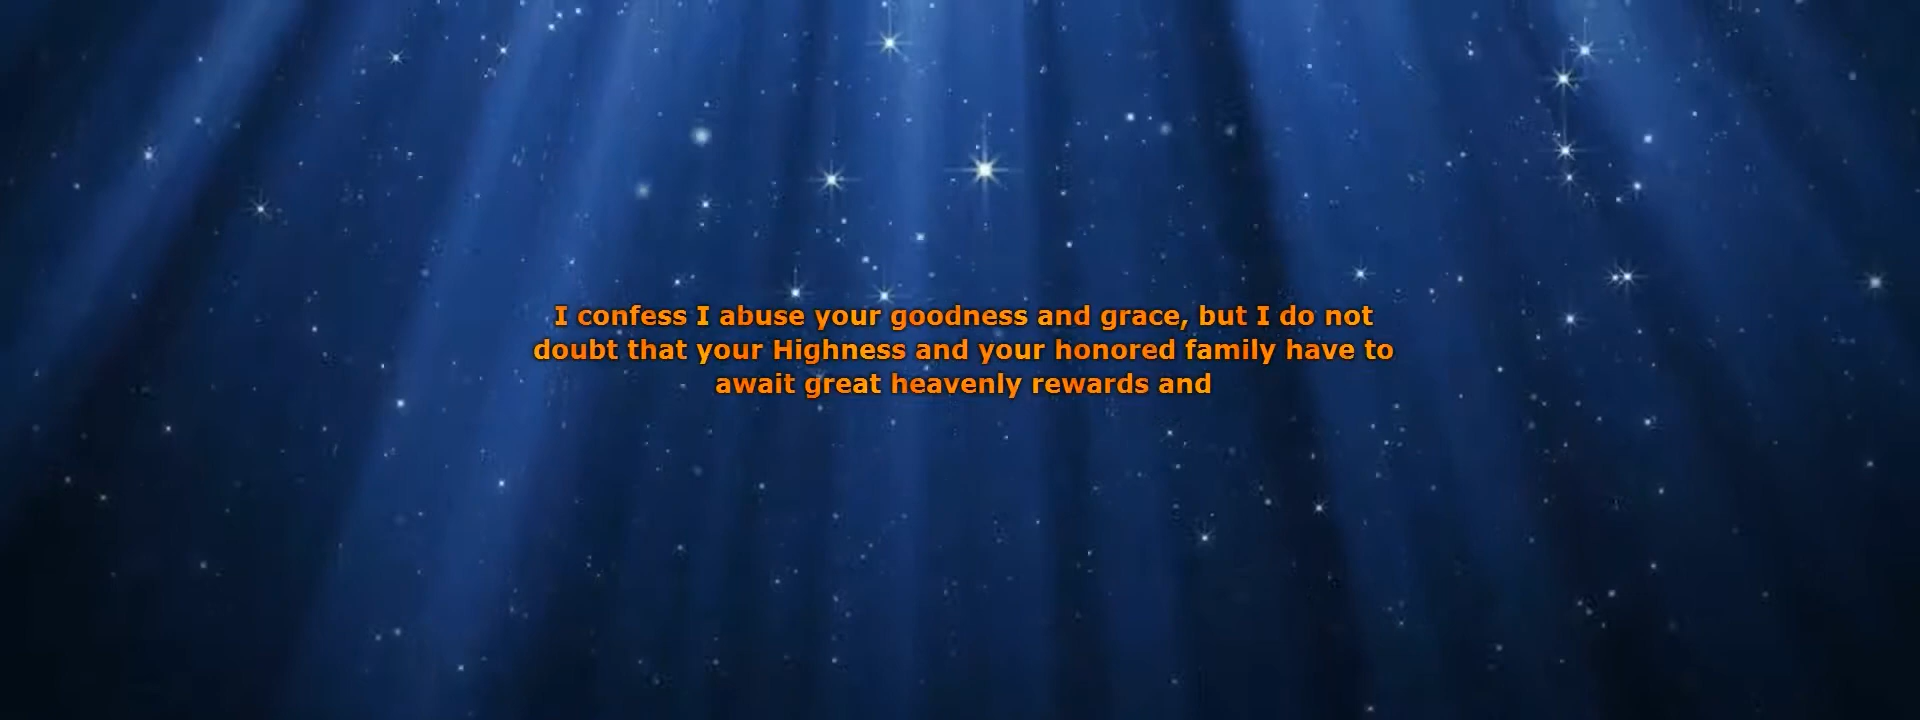 I confess I abuse your goodness and grace, but I do not
doubt that your Highness and your honored family have to
await great heavenly rewards and